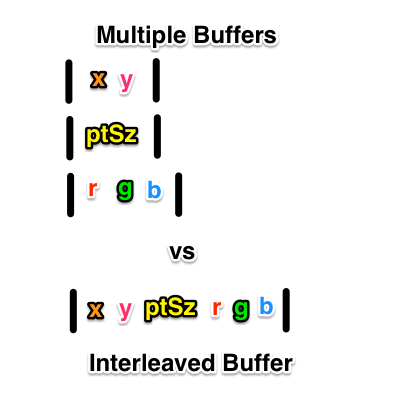 Multiple Buffers
| x y |
| ptSz |
| r g b |
vs
| x y ptSz r g b |
Interleaved Buffer